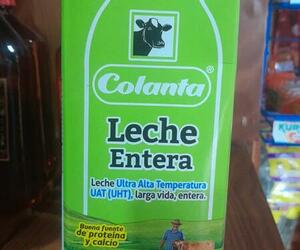 Colanta
Leche
Entera
Leche Ultra Alta Temperatura
UAT (UHT), larga vida, entera.
Buena fuente
de proteína
y calcio